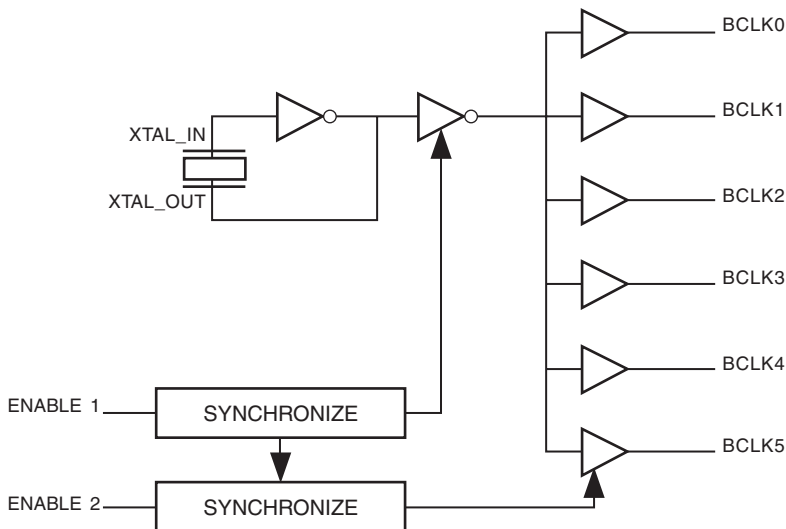 BCLK0
BCLK1
XTAL_IN
XTAL_OUT
BCLK2
BCLK3
BCLK4
ENABLE 1
SYNCHRONIZE
BCLK5
ENABLE 2
SYNCHRONIZE